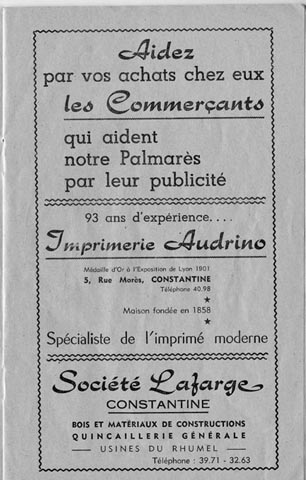 Aidez
par vos achats chez eux
les Commerçants
qui aident
notre Palmarès
par leur publicité
93 ans d'expérience....
Imprimerie Audrino
Médaille d'Or à l'Exposition de Lyon 1901
5, Rue Morès, CONSTANTINE
Téléphone 40.98
★
Maison fondée en 1858
★
Spécialiste de l'imprimé moderne
Société Lafarge
CONSTANTINE
BOIS ET MATÉRIAUX DE CONSTRUCTIONS
QUINCAILLERIE GÉNÉRALE
— USINES DU RHUMEL —
Téléphone : 39.71 - 32.63